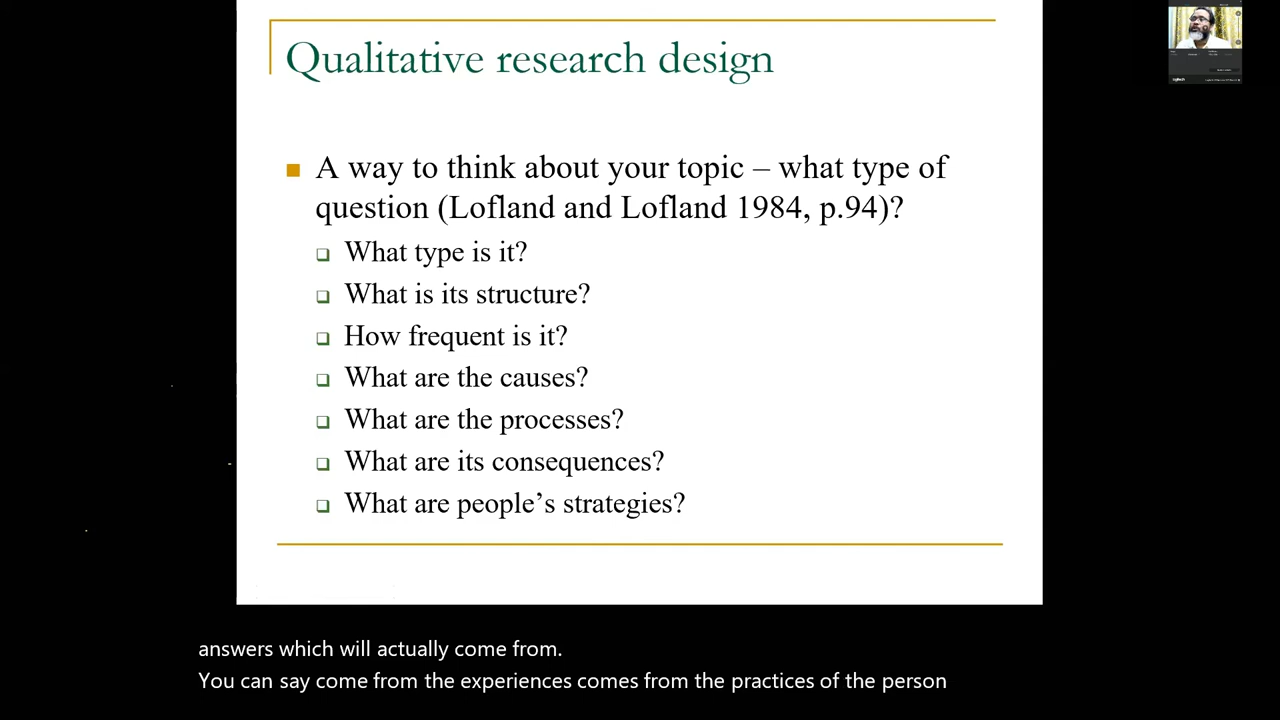 Qualitative research design
A way to think about your topic – what type of
question (Lofland and Lofland 1984, p.94)?
What type is it?
What is its structure?
How frequent is it?
What are the causes?
What are the processes?
What are its consequences?
What are people’s strategies?
answers which will actually come from.
You can say come from the experiences comes from the practices of the person